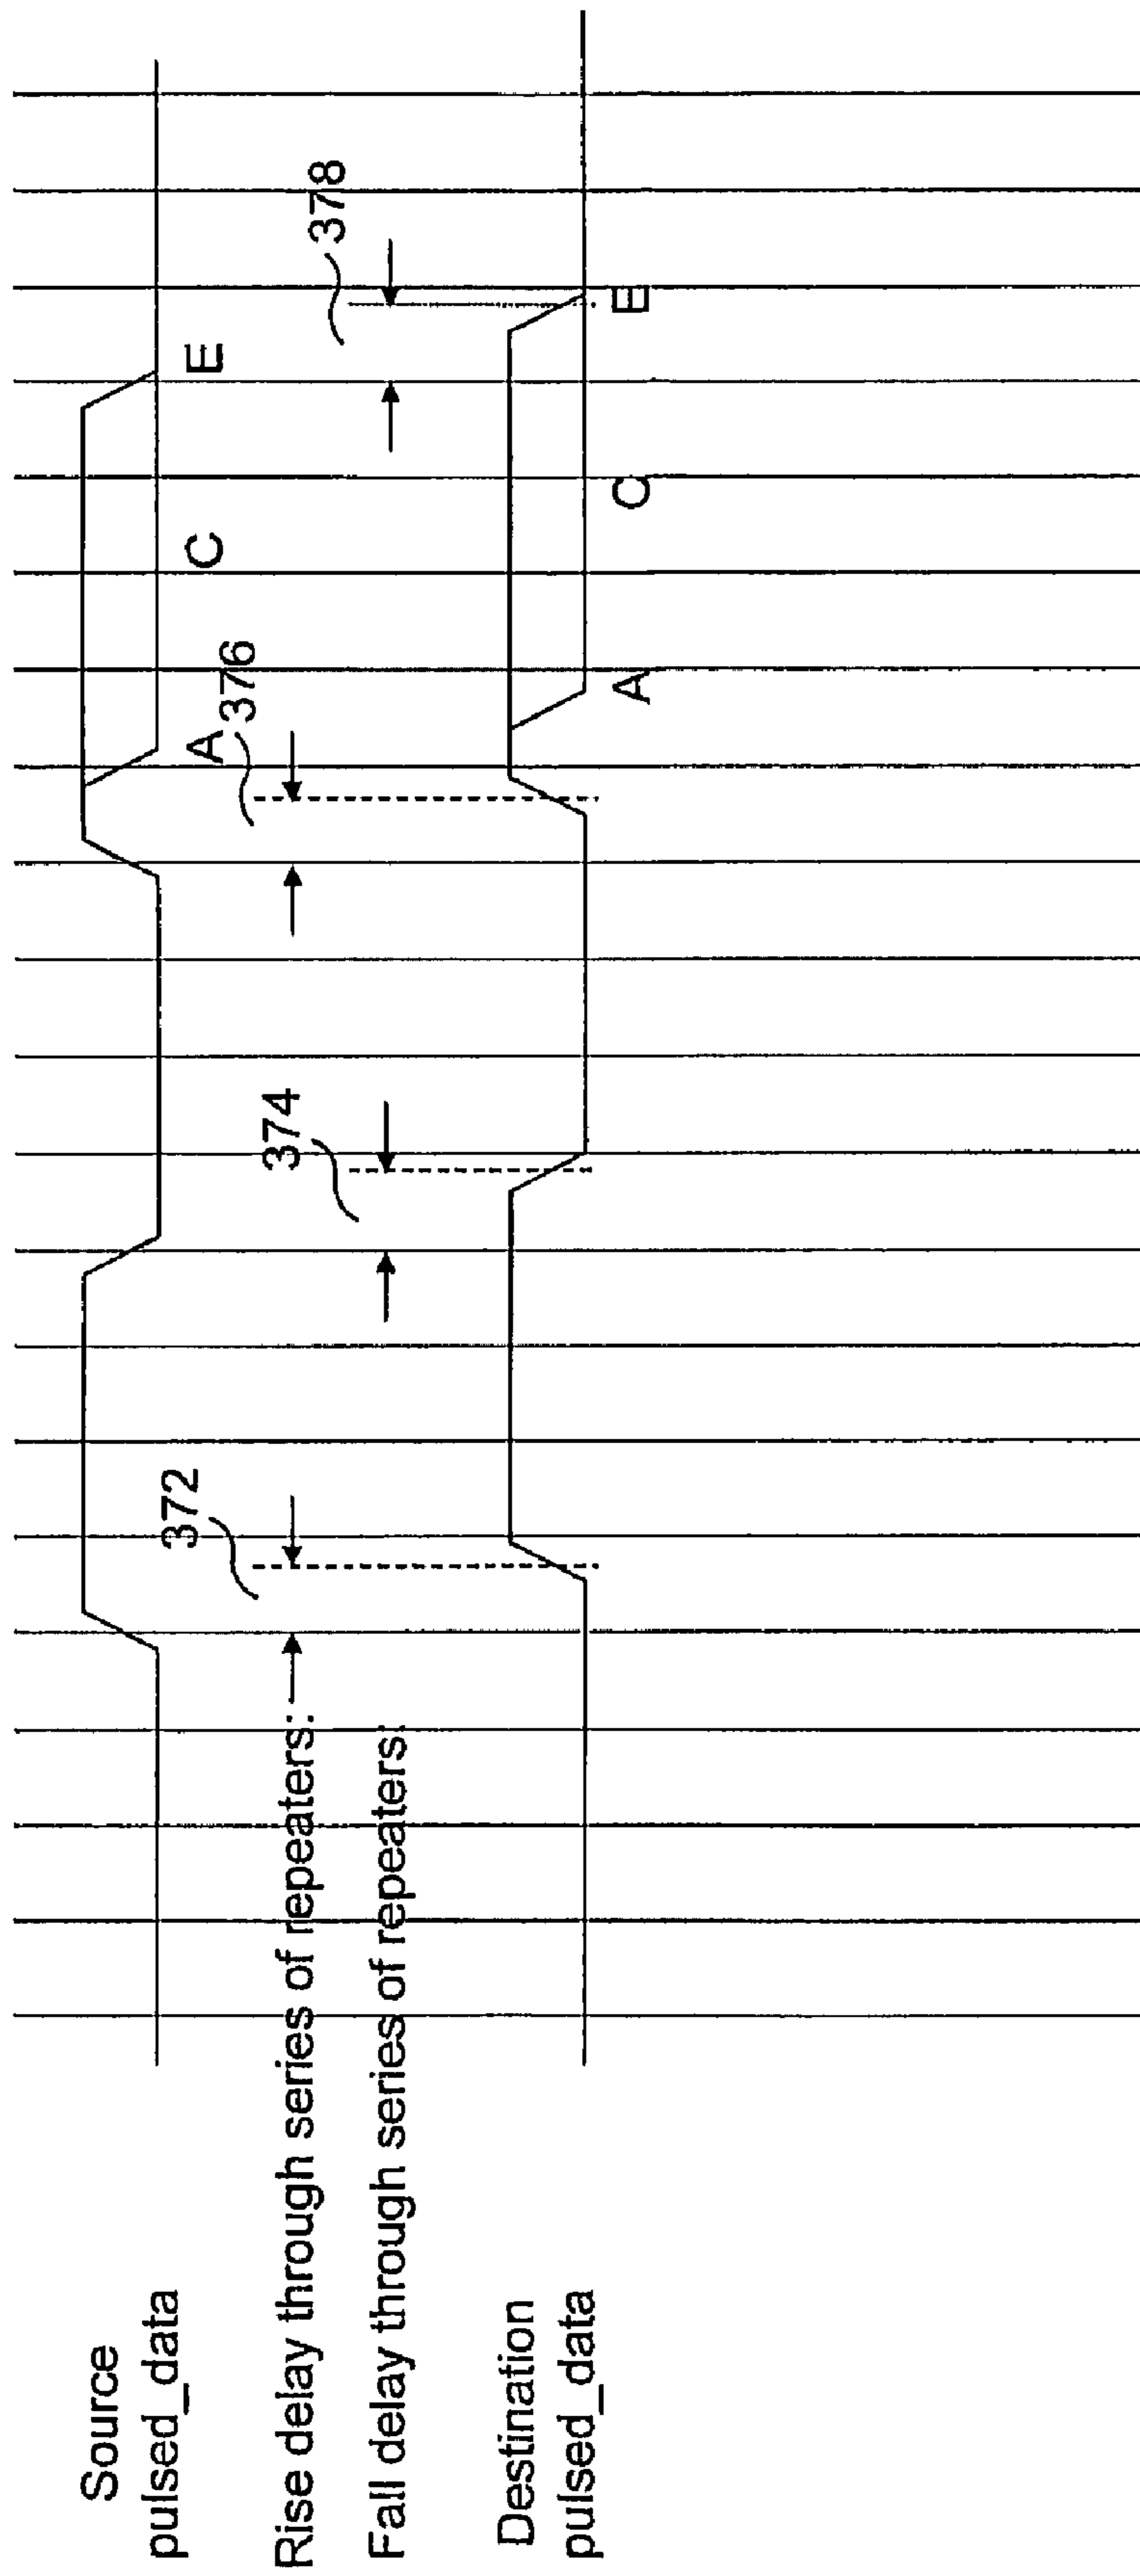 Source
pulsed_data
372
374
A
376
C
E
Rise delay through series of repeaters:
Fall delay through series of repeaters:
378
Destination
pulsed_data
A
C
E